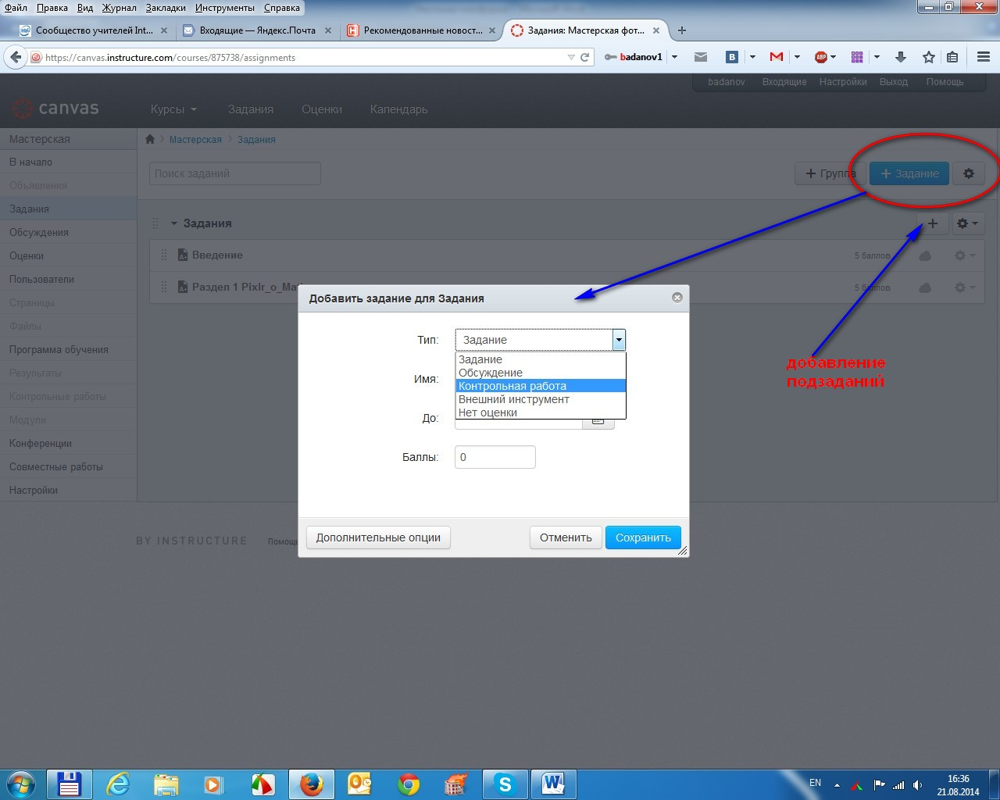 Файл Правка Вид Журнал Закладки Инструменты Справка
Сообщество учителей Int...
Входящие — Яндекс.Почта
Рекомендованные новост...
Задания: Мастерская фот...
https://canvas.instructure.com/courses/875738/assignments
badanov1
B
ABP
badanov Входящие Настройки Выход Помощь
canvas
Курсы Задания Оценки Календарь
Мастерская
Мастерская Задания
В начало
Объявления
Задания
Обсуждения
Оценки
Пользователи
Страницы
Файлы
Программа обучения
Результаты
Контрольные работы
Модули
Конференции
Совместные работы
Настройки
Поиск заданий
+ Группа
+ Задание
Задания
Введение
5 баллов
Раздел 1 Pixlr_o_Mat
5 баллов
добавление
подзаданий
Добавить задание для Задания
Тип: Задание
Задание
Обсуждение
Контрольная работа
Внешний инструмент
Нет оценки
Имя:
До:
Баллы: 0
Дополнительные опции
Отменить
Сохранить
BY INSTRUCTURE
Помощь
EN
16:36
21.08.2014